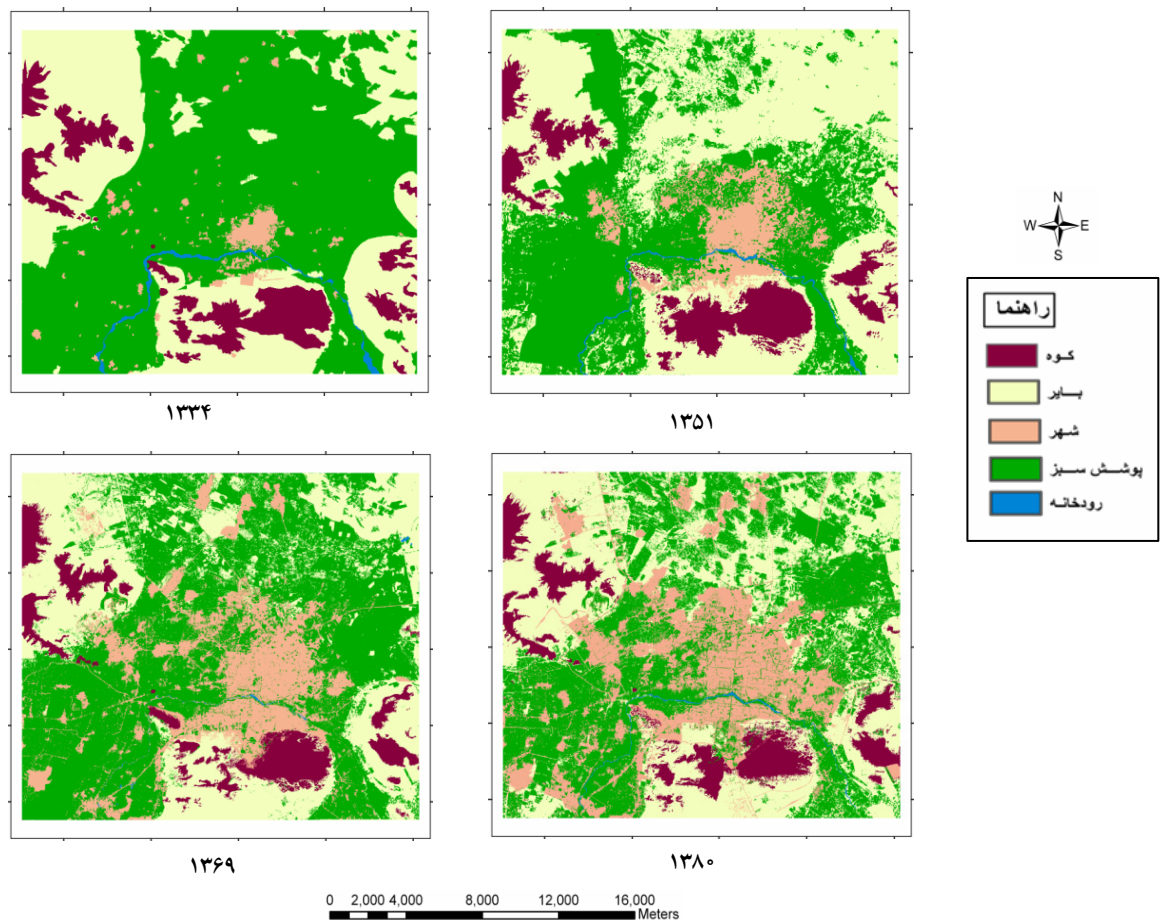 ۱۳۳۴
۱۳۵۱
N
W E
S
راهنما
کوه
بایر
شهر
پوشش سبز
رودخانه
۱۳۶۹
۱۳۸۰
0 2,000 4,000 8,000 12,000 16,000
Meters